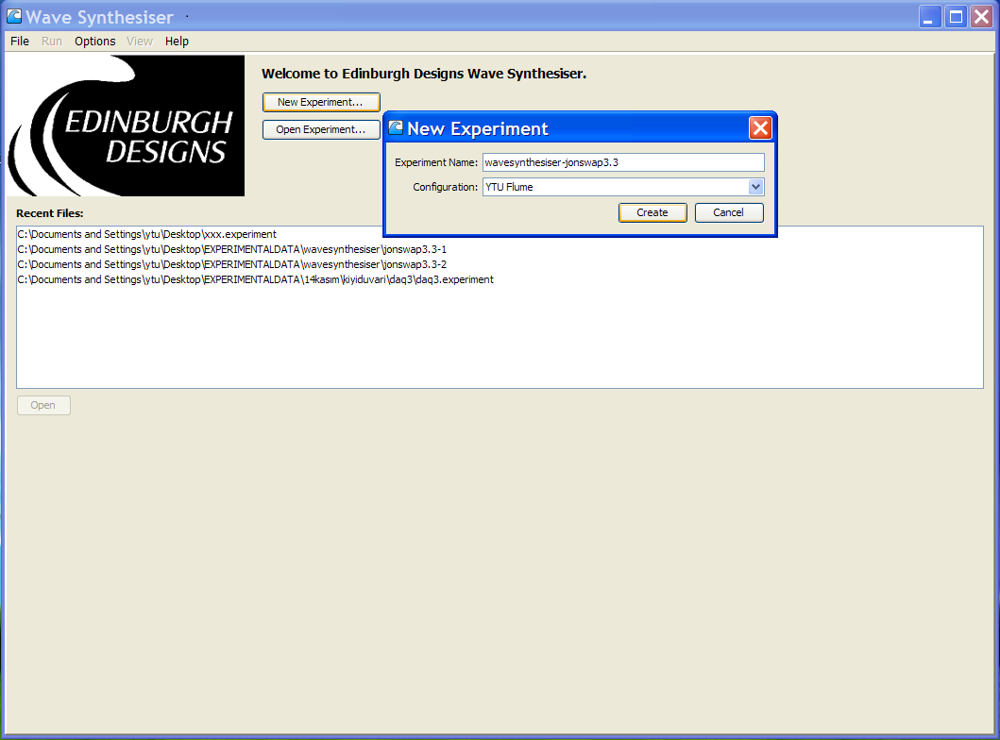 Wave Synthesiser
File Run Options View Help
EDINBURGH
DESIGNS
Welcome to Edinburgh Designs Wave Synthesiser.
New Experiment...
Open Experiment...
New Experiment
Experiment Name: wavesynthesiser-jonswap3.3
Configuration: YTU Flume
Create Cancel
Recent Files:
C:\Documents and Settings\ytu\Desktop\xxx.experiment
C:\Documents and Settings\ytu\Desktop\EXPERIMENTALDATA\wavesynthesiser\jonswap3.3-1
C:\Documents and Settings\ytu\Desktop\EXPERIMENTALDATA\wavesynthesiser\jonswap3.3-2
C:\Documents and Settings\ytu\Desktop\EXPERIMENTALDATA\14kasım\kiyiduvari\daq3\daq3.experiment
Open